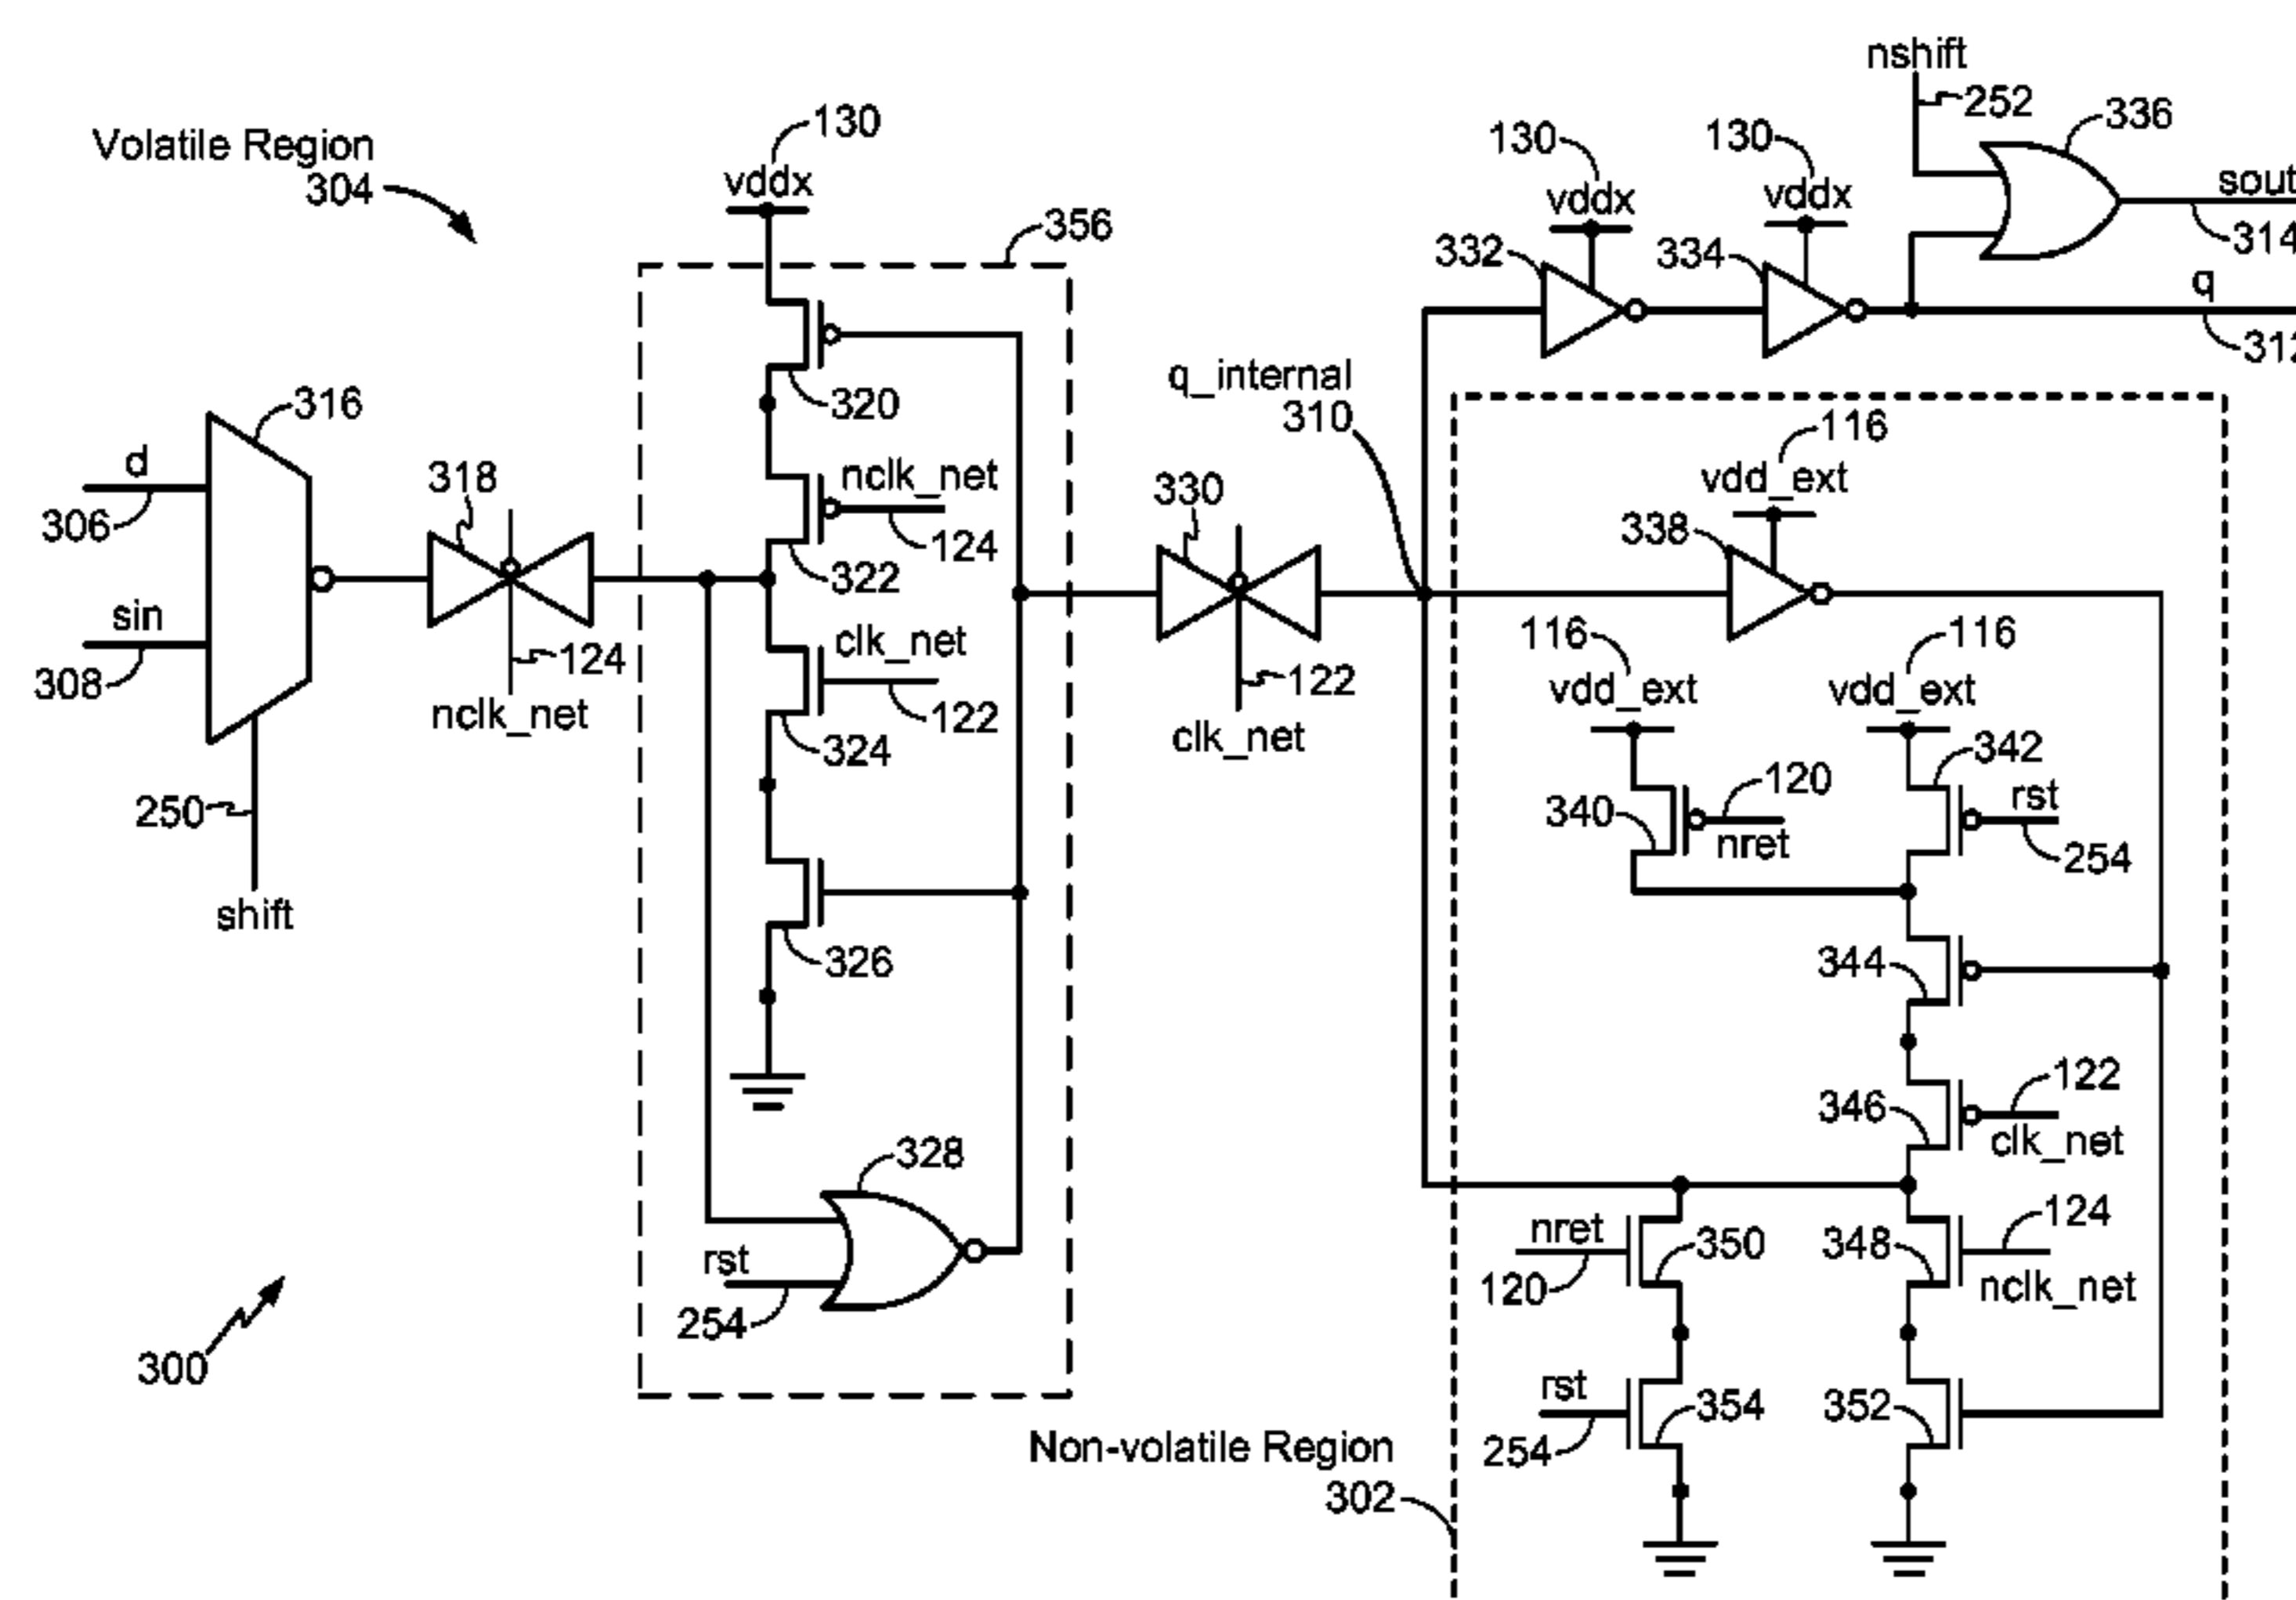 nshift
252
336
sout
314
q
312
Volatile Region
304
130
vddx
356
130
vddx
130
vddx
332
334
q_internal
310
316
d
306
sin
308
250
shift
318
124
nclk_net
320
nclk_net
124
322
clk_net
122
324
326
328
rst
254
330
122
clk_net
116
vdd_ext
338
116
vdd_ext
116
vdd_ext
342
340
120
nret
rst
254
344
346
122
clk_net
nret
120
350
348
124
nclk_net
rst
254
354
352
300
Non-volatile Region
302